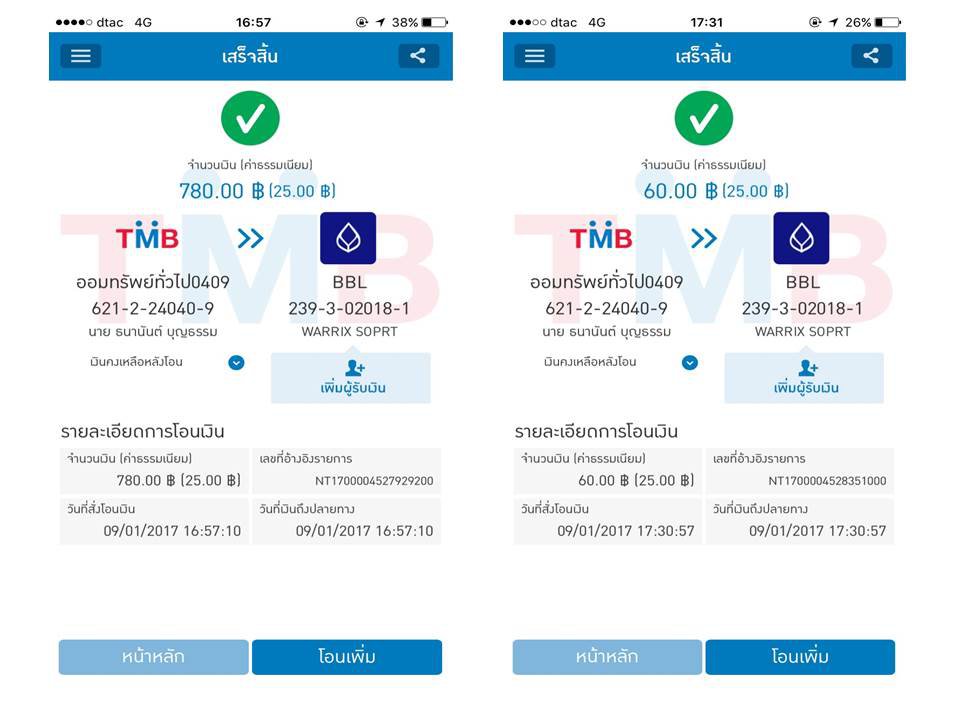 dtac 4G 16:57 38%
เสร็จสิ้น
จำนวนเงิน (ค่าธรรมเนียม)
780.00 ฿ (25.00 ฿)
TMB
TMB
ออมทรัพย์ทั่วไป0409 BBL
621-2-24040-9 239-3-02018-1
นาย ธนานันต์ บุญธรรม WARRIX SOPRT
เงินคงเหลือหลังโอน
เพิ่มผู้รับเงิน
รายละเอียดการโอนเงิน
จำนวนเงิน (ค่าธรรมเนียม) เลขที่อ้างอิงรายการ
780.00 ฿ (25.00 ฿) NT1700004527929200
วันที่สั่งโอนเงิน วันที่เงินถึงปลายทาง
09/01/2017 16:57:10 09/01/2017 16:57:10
หน้าหลัก โอนเพิ่ม
dtac 4G 17:31 26%
เสร็จสิ้น
จำนวนเงิน (ค่าธรรมเนียม)
60.00 ฿ (25.00 ฿)
TMB
TMB
ออมทรัพย์ทั่วไป0409 BBL
621-2-24040-9 239-3-02018-1
นาย ธนานันต์ บุญธรรม WARRIX SOPRT
เงินคงเหลือหลังโอน
เพิ่มผู้รับเงิน
รายละเอียดการโอนเงิน
จำนวนเงิน (ค่าธรรมเนียม) เลขที่อ้างอิงรายการ
60.00 ฿ (25.00 ฿) NT1700004528351000
วันที่สั่งโอนเงิน วันที่เงินถึงปลายทาง
09/01/2017 17:30:57 09/01/2017 17:30:57
หน้าหลัก โอนเพิ่ม